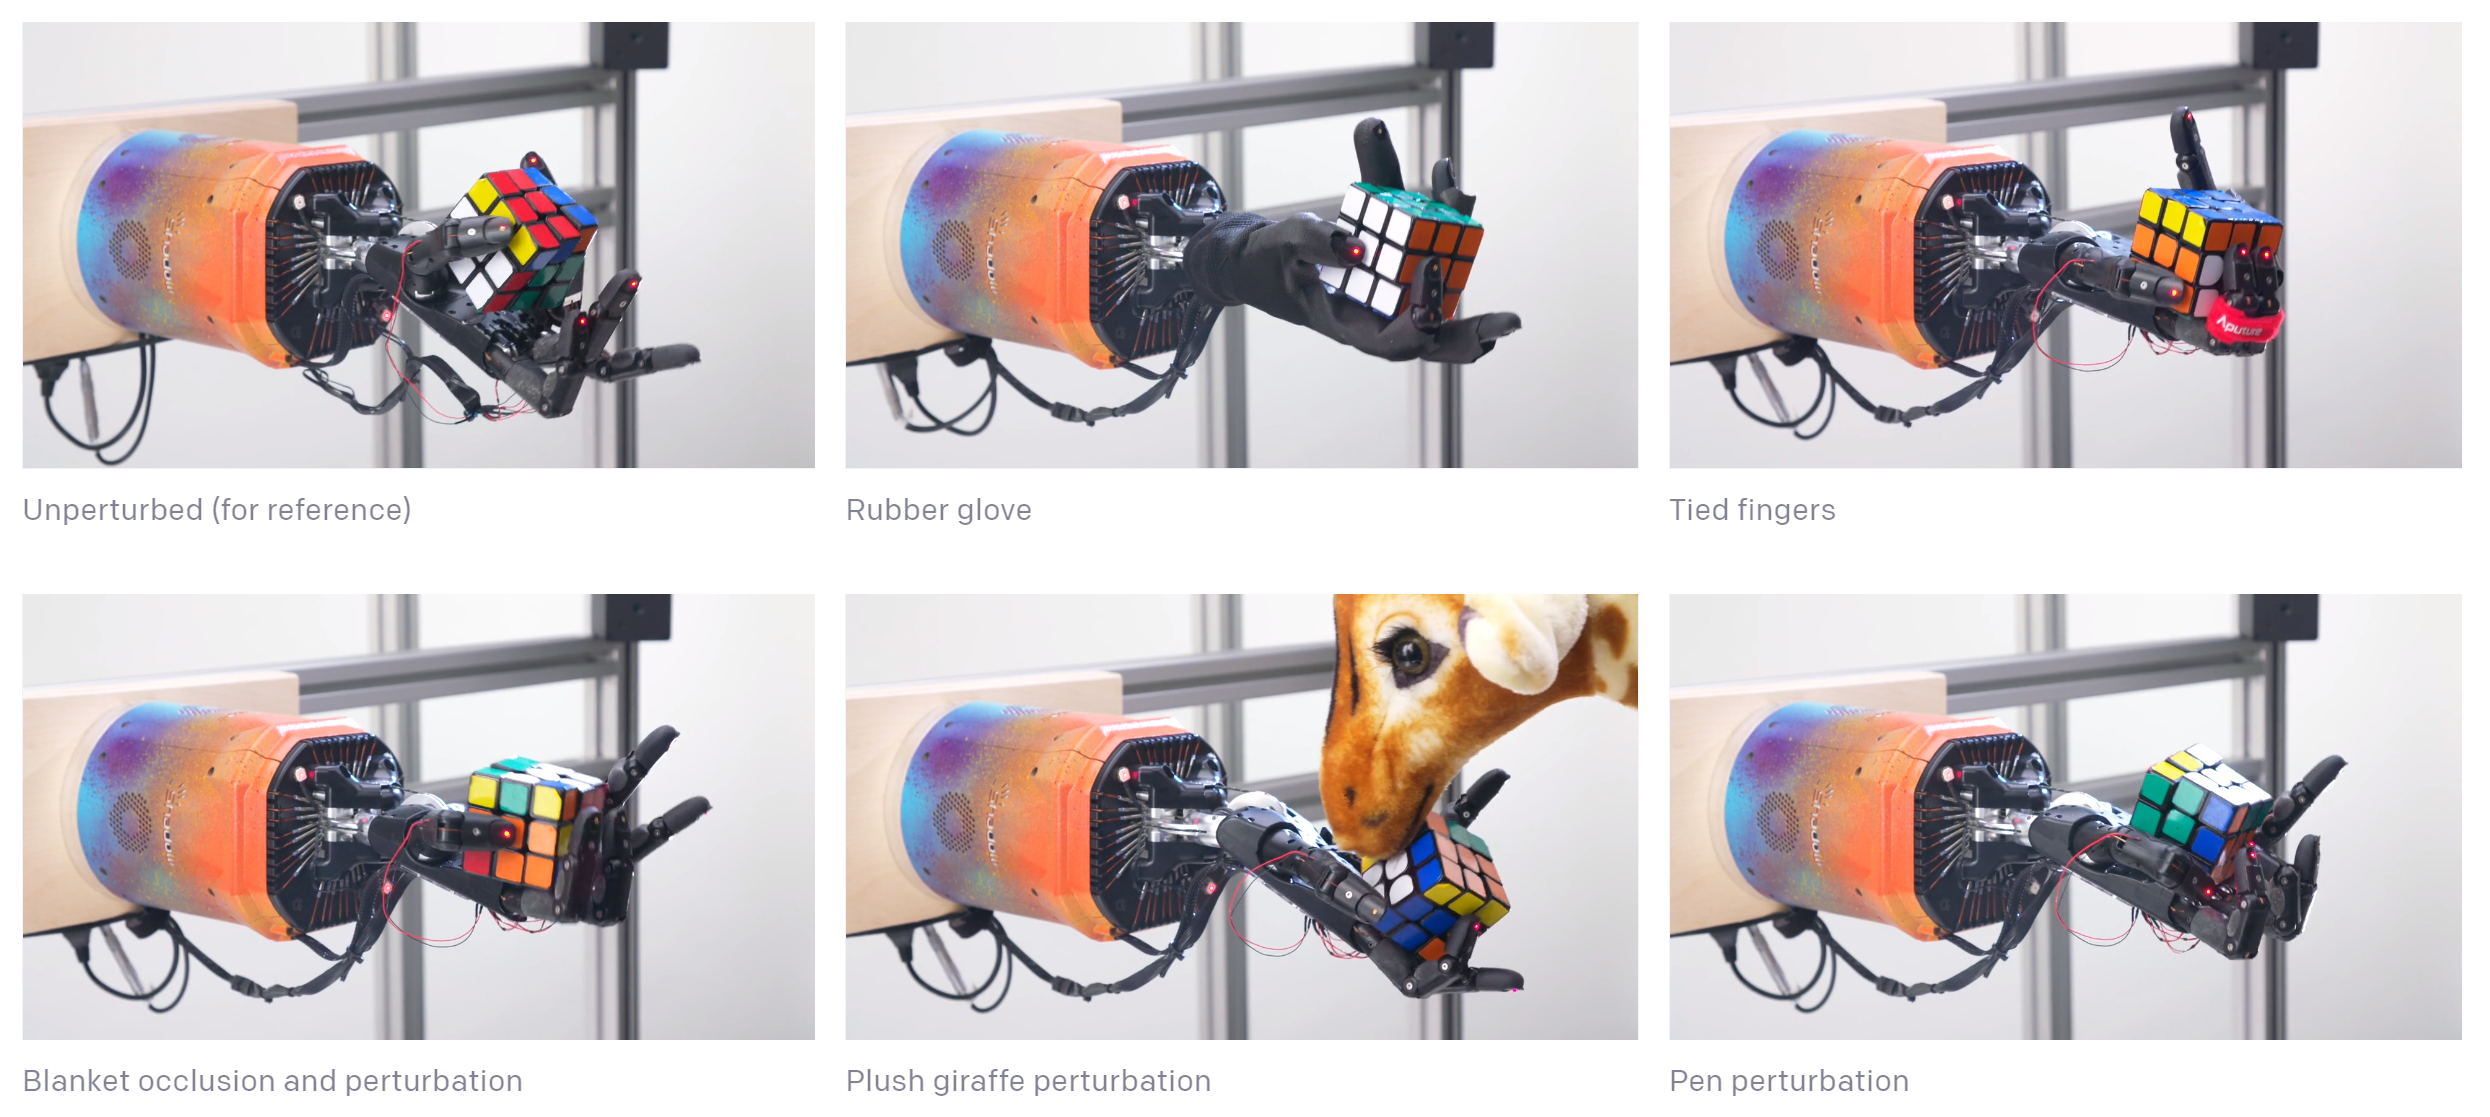 Aputure
Unperturbed (for reference)
Rubber glove
Tied fingers
Blanket occlusion and perturbation
Plush giraffe perturbation
Pen perturbation